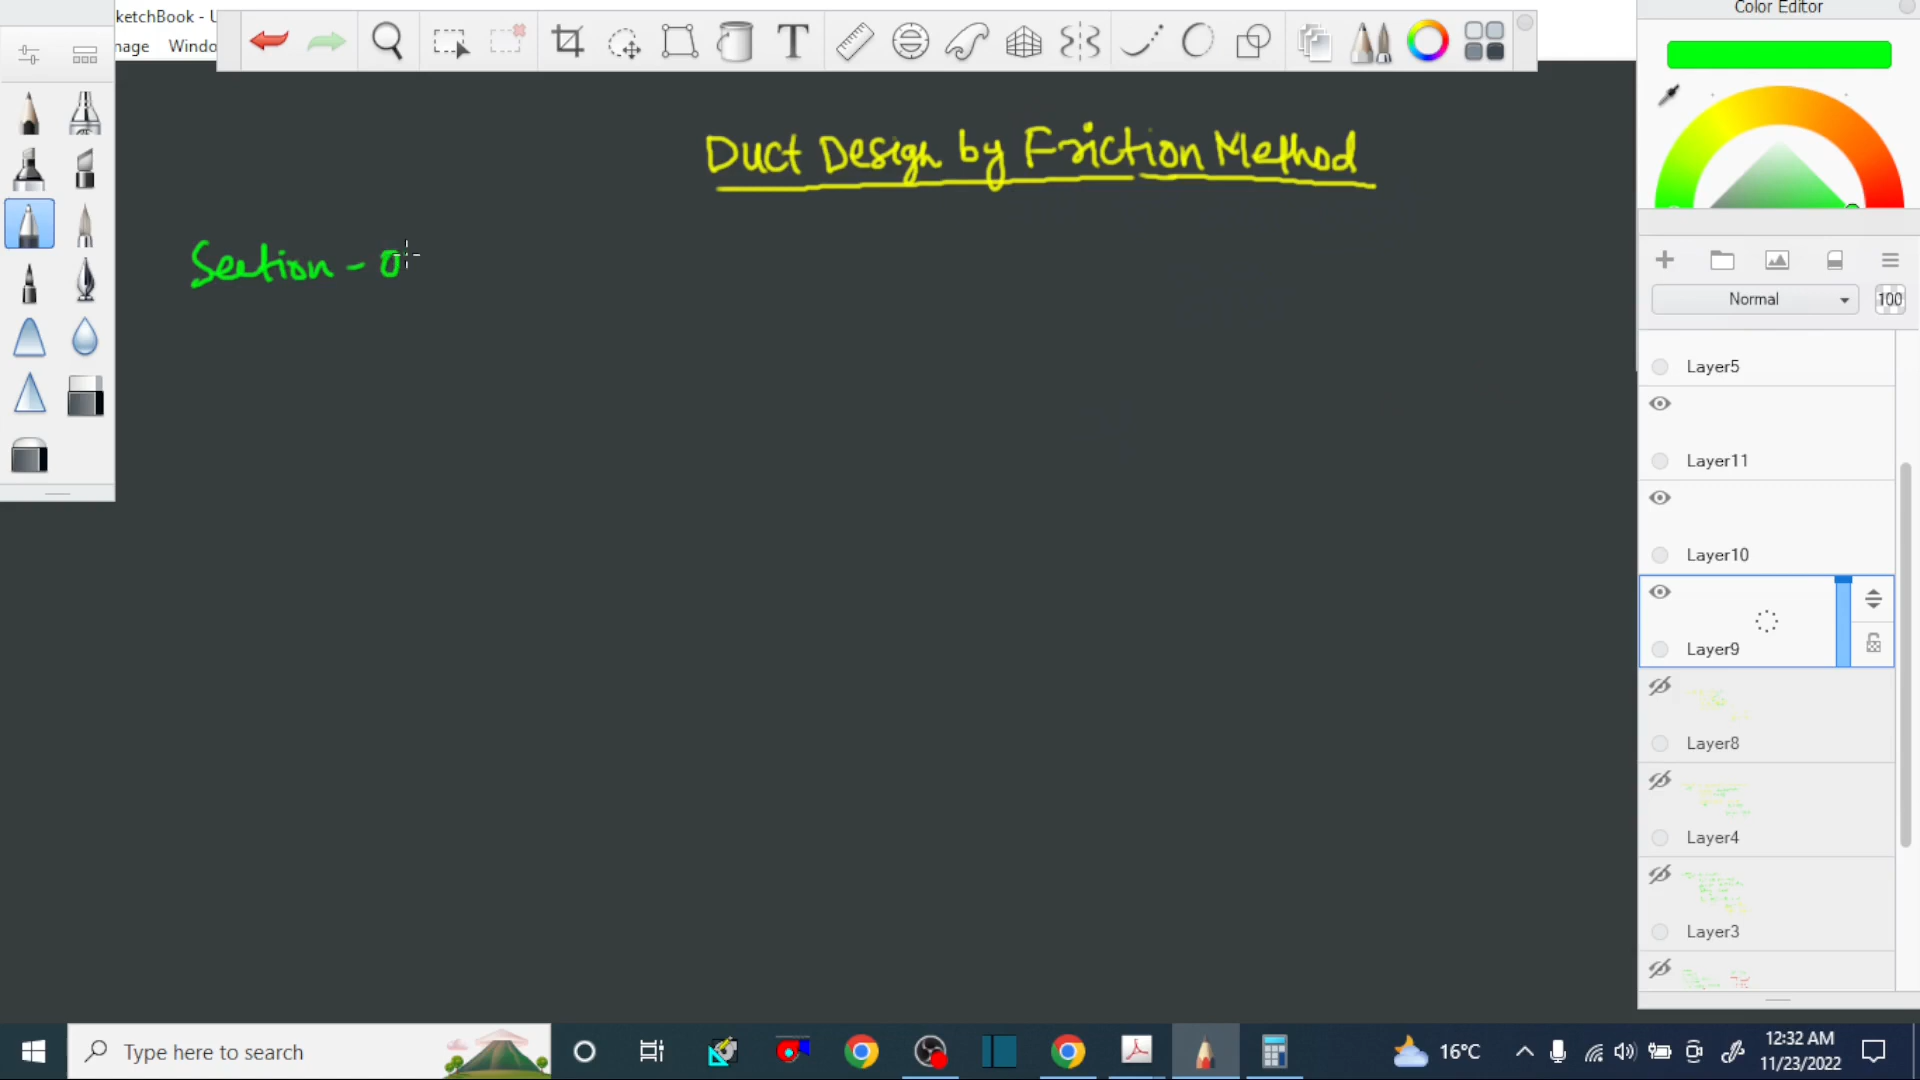 Color Editor
ketchBook - U
nage Windo
Duct Design by Friction Method
Section - 0
Normal 100
Layer5
Layer11
Layer10
Layer9
Layer8
Layer4
Layer3
Type here to search
16°C
12:32 AM
11/23/2022